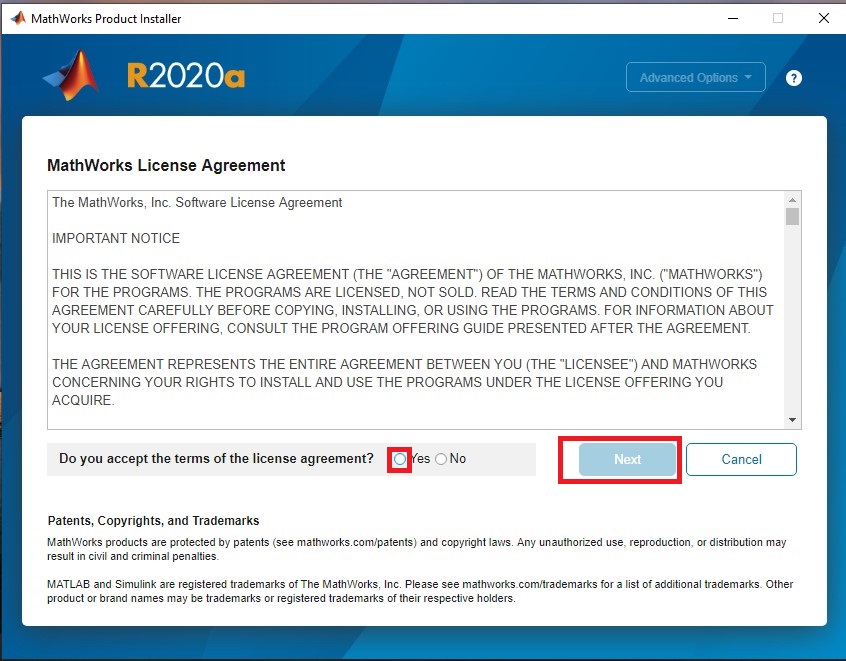 MathWorks Product Installer
R2020a
Advanced Options
?
MathWorks License Agreement
The MathWorks, Inc. Software License Agreement
IMPORTANT NOTICE
THIS IS THE SOFTWARE LICENSE AGREEMENT (THE "AGREEMENT") OF THE MATHWORKS, INC. ("MATHWORKS")
FOR THE PROGRAMS. THE PROGRAMS ARE LICENSED, NOT SOLD. READ THE TERMS AND CONDITIONS OF THIS
AGREEMENT CAREFULLY BEFORE COPYING, INSTALLING, OR USING THE PROGRAMS. FOR INFORMATION ABOUT
YOUR LICENSE OFFERING, CONSULT THE PROGRAM OFFERING GUIDE PRESENTED AFTER THE AGREEMENT.
THE AGREEMENT REPRESENTS THE ENTIRE AGREEMENT BETWEEN YOU (THE "LICENSEE") AND MATHWORKS
CONCERNING YOUR RIGHTS TO INSTALL AND USE THE PROGRAMS UNDER THE LICENSE OFFERING YOU
ACQUIRE.
Do you accept the terms of the license agreement? Yes No
Next
Cancel
Patents, Copyrights, and Trademarks
MathWorks products are protected by patents (see mathworks.com/patents) and copyright laws. Any unauthorized use, reproduction, or distribution may
result in civil and criminal penalties.
MATLAB and Simulink are registered trademarks of The MathWorks, Inc. Please see mathworks.com/trademarks for a list of additional trademarks. Other
product or brand names may be trademarks or registered trademarks of their respective holders.